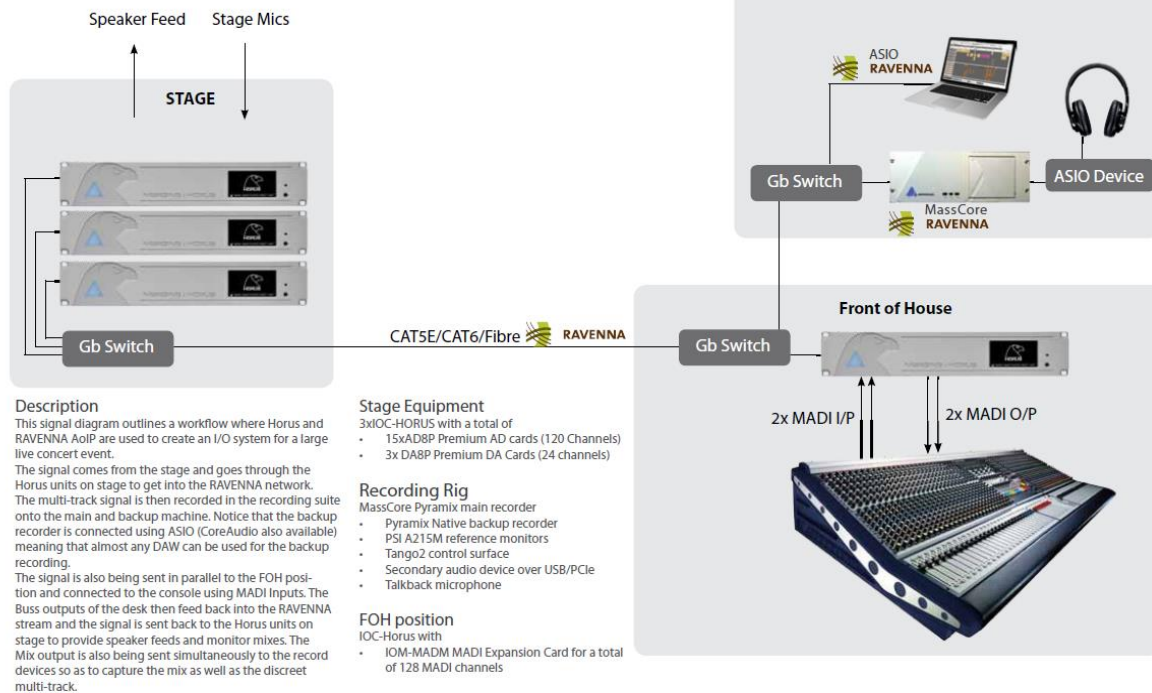 Speaker Feed Stage Mics
STAGE
HORUS
HORUS
HORUS
Gb Switch
CAT5E/CAT6/Fibre RAVENNA
ASIO
RAVENNA
Gb Switch
ASIO Device
MassCore
RAVENNA
Front of House
Gb Switch
2x MADI I/P 2x MADI O/P
Description
This signal diagram outlines a workflow where Horus and
RAVENNA AoIP are used to create an I/O system for a large
live concert event.
The signal comes from the stage and goes through the
Horus units on stage to get into the RAVENNA network.
The multi-track signal is then recorded in the recording suite
onto the main and backup machine. Notice that the backup
recorder is connected using ASIO (CoreAudio also available)
meaning that almost any DAW can be used for the backup
recording.
The signal is also being sent in parallel to the FOH posi-
tion and connected to the console using MADI Inputs. The
Buss outputs of the desk then feed back into the RAVENNA
stream and the signal is sent back to the Horus units on
stage to provide speaker feeds and monitor mixes. The
Mix output is also being sent simultaneously to the record
devices so as to capture the mix as well as the discreet
multi-track.
Stage Equipment
3xIOC-HORUS with a total of
• 15xAD8P Premium AD cards (120 Channels)
• 3x DA8P Premium DA Cards (24 channels)
Recording Rig
MassCore Pyramix main recorder
• Pyramix Native backup recorder
• PSI A215M reference monitors
• Tango2 control surface
• Secondary audio device over USB/PCIe
• Talkback microphone
FOH position
IOC-Horus with
• IOM-MADM MADI Expansion Card for a total
of 128 MADI channels